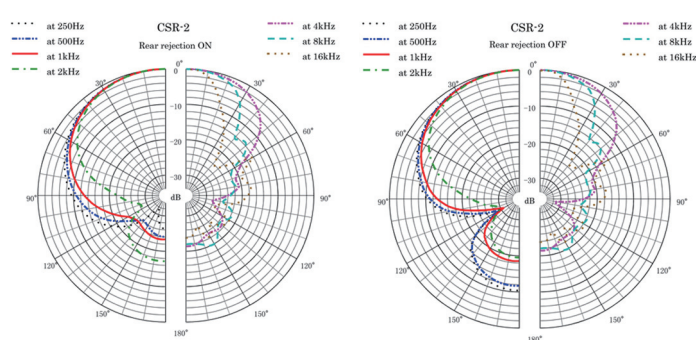 CSR-2
Rear rejection ON
at 250Hz
at 500Hz
at 1kHz
at 2kHz
at 4kHz
at 8kHz
at 16kHz
0°
30°
30°
60°
60°
90°
90°
120°
120°
150°
150°
180°
0
-10
-20
-30
dB
CSR-2
Rear rejection OFF
at 250Hz
at 500Hz
at 1kHz
at 2kHz
at 4kHz
at 8kHz
at 16kHz
0°
30°
30°
60°
60°
90°
90°
120°
120°
150°
150°
180°
0
-10
-20
-30
dB